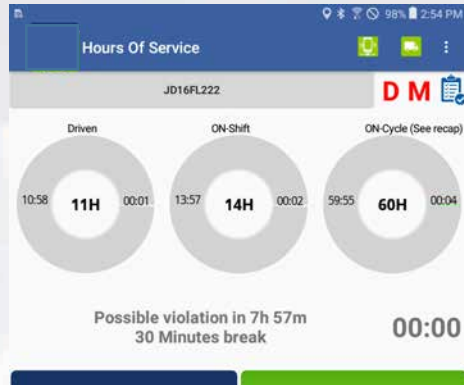 98% 2:54 PM
Hours Of Service
JD16FL222
D M
Driven
ON-Shift
ON-Cycle (See recap)
10:58 11H 00:01
13:57 14H 00:02
59:55 60H 00:04
Possible violation in 7h 57m
30 Minutes break
00:00